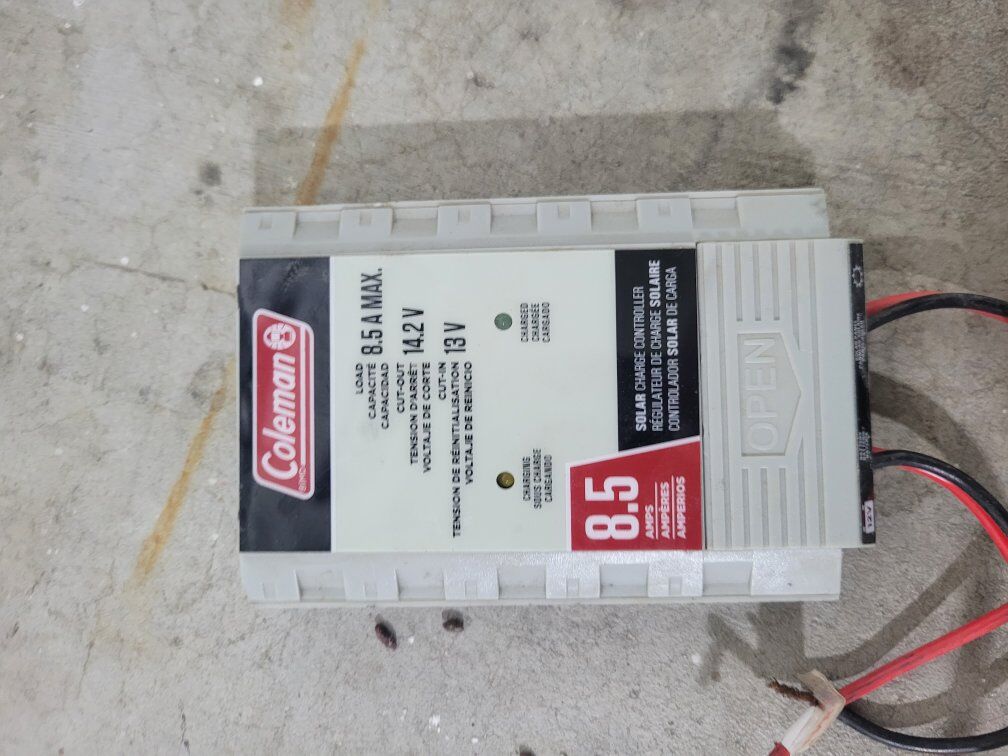 Coleman
LOAD
CAPACITÉ 8.5 A MAX.
CAPACIDAD
CUT-OUT
TENSION D'ARRÊT 14.2 V
VOLTAJE DE CORTE
CUT-IN
TENSION DE RÉINITIALISATION 13 V
VOLTAJE DE REINICIO
CHARGING
SOUS CHARGE
CARGANDO
CHARGED
CHARGÉE
CARGADO
8.5
AMPS
AMPÈRES
AMPERIOS
SOLAR CHARGE CONTROLLER
RÉGULATEUR DE CHARGE SOLAIRE
CONTROLADOR SOLAR DE CARGA
OPEN
12V